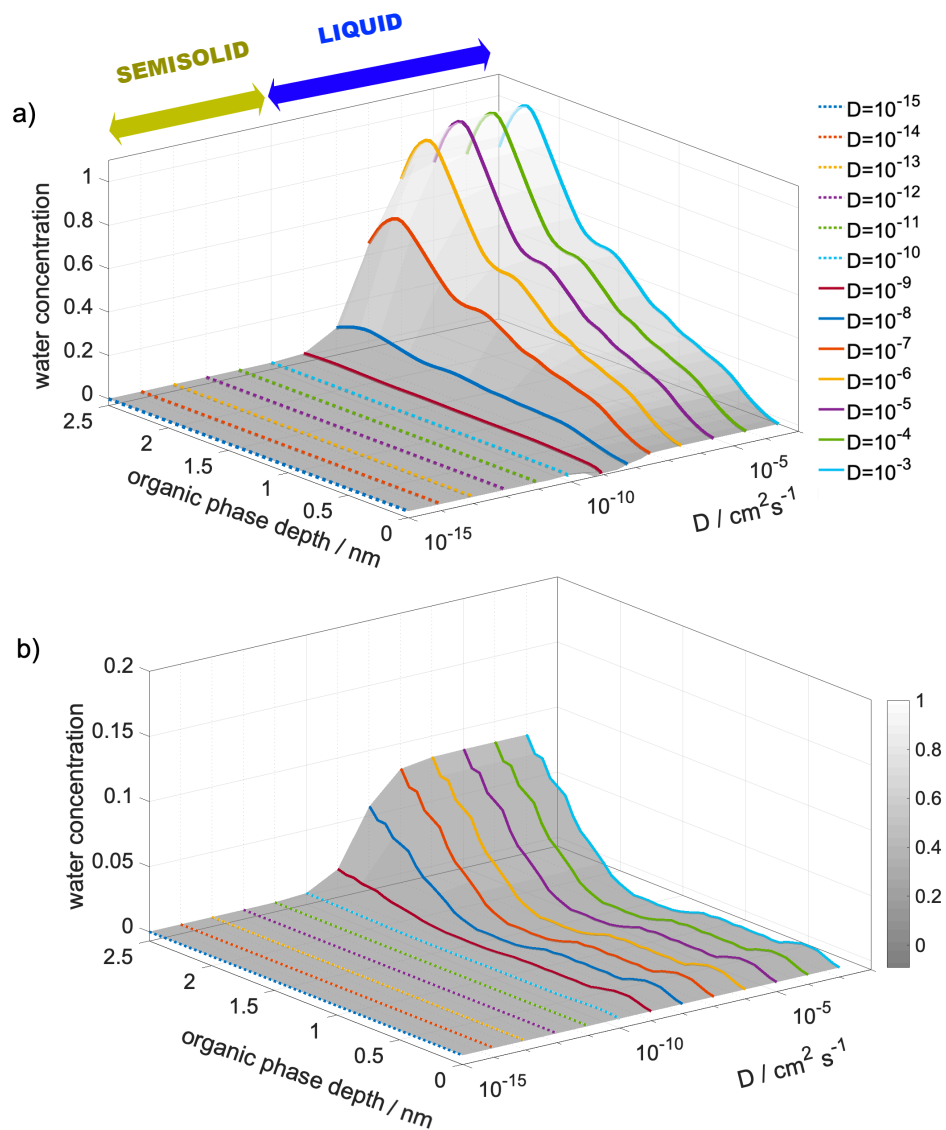 SEMISOLID
LIQUID
a)
water concentration
1
0.8
0.6
0.4
0.2
0
2.5
2
1.5
1
0.5
0
organic phase depth / nm
10-15
10-10
10-5
D / cm2s-1
D=10-15
D=10-14
D=10-13
D=10-12
D=10-11
D=10-10
D=10-9
D=10-8
D=10-7
D=10-6
D=10-5
D=10-4
D=10-3
b)
water concentration
0.2
0.15
0.1
0.05
0
2.5
2
1.5
1
0.5
0
organic phase depth / nm
10-15
10-10
10-5
D / cm2 s-1
1
0.8
0.6
0.4
0.2
0